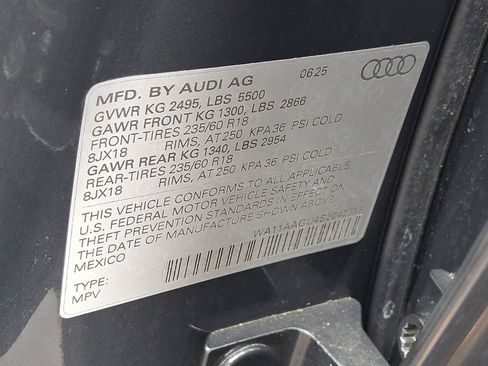 MFD. BY AUDI AG 06 25
GVWR KG 2495, LBS 5500
GAWR FRONT KG 1300, LBS 2866
FRONT-TIRES 235/60 R18
8JX18 RIMS, AT 250 KPA 36 PSI COLD
GAWR REAR KG 1340, LBS 2954
REAR-TIRES 235/60 R18
8JX18 RIMS, AT 250 KPA 36 PSI COLD
THIS VEHICLE CONFORMS TO ALL APPLICABLE
U.S. FEDERAL MOTOR VEHICLE SAFETY AND
THEFT PREVENTION STANDARDS IN EFFECT ON
THE DATE OF MANUFACTURE SHOWN ABOVE.
MEXICO
TYPE:
MPV